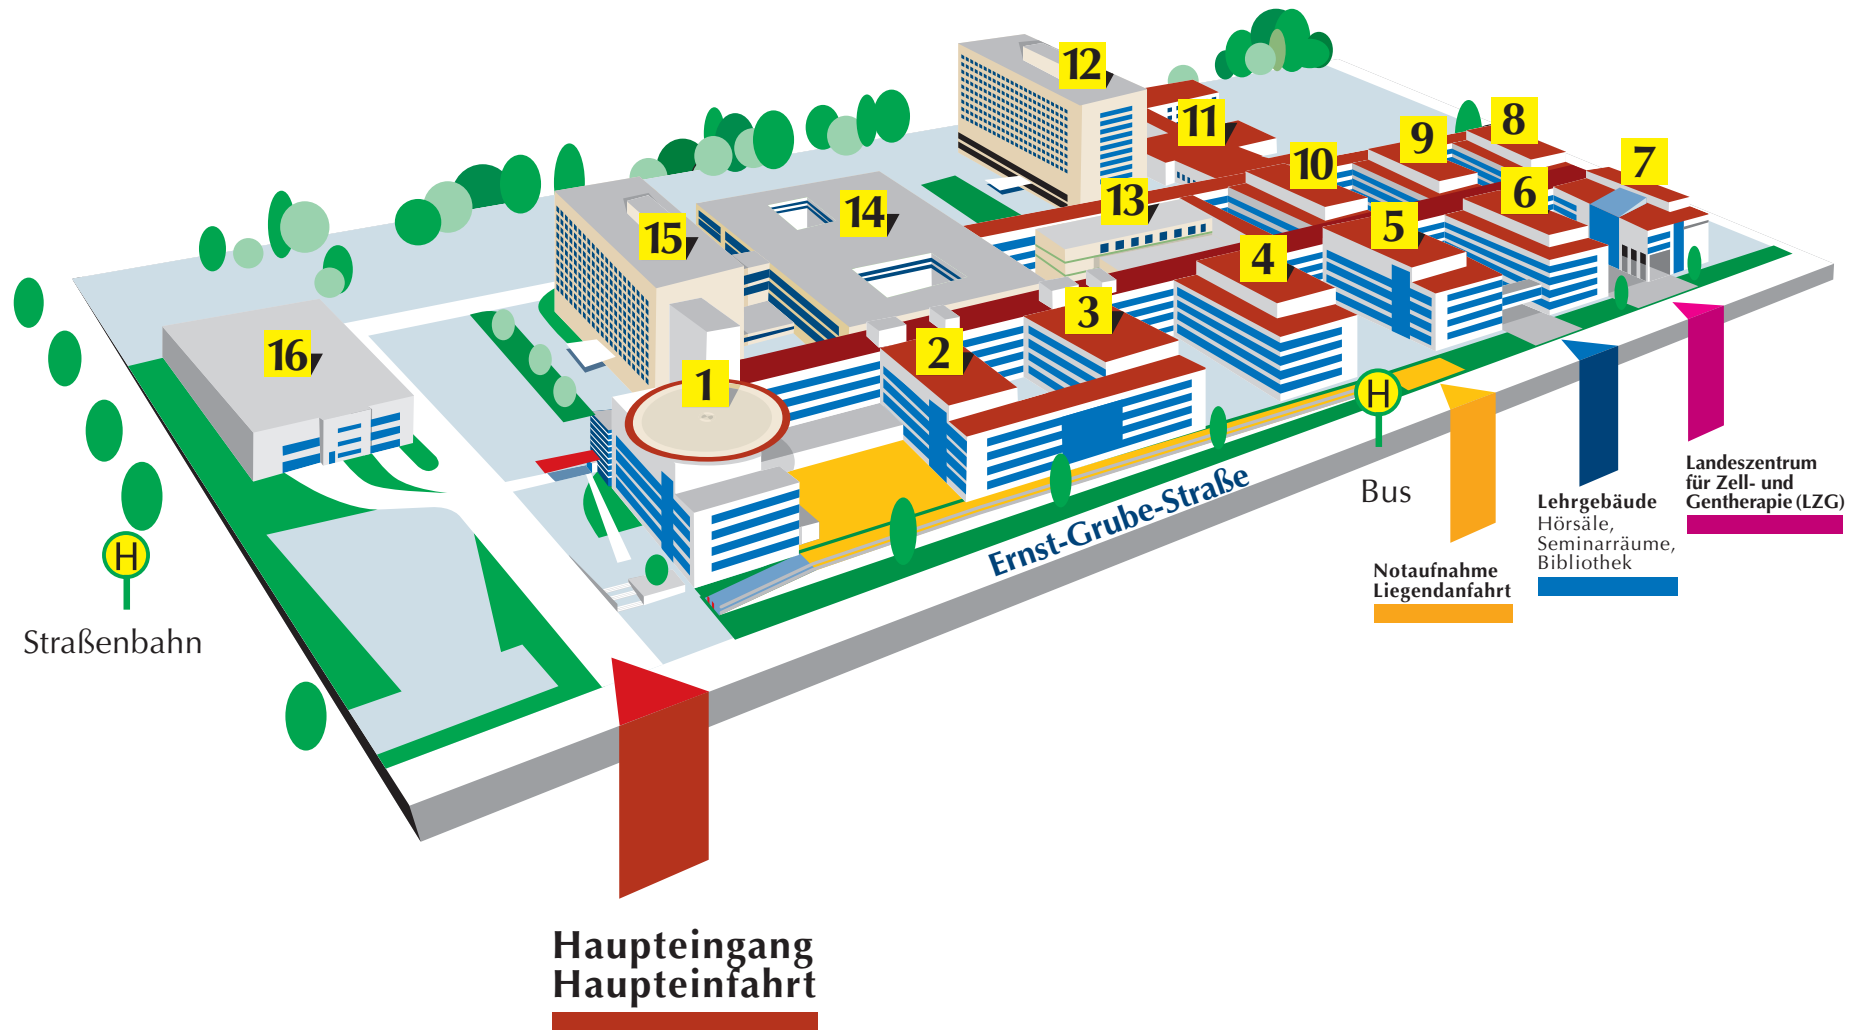 12
8
11
9
7
10
6
13
14
5
15
4
3
16
2
1
H
H
Ernst-Grube-Straße
Bus
Straßenbahn
Landeszentrum
für Zell- und
Gentherapie (LZG)
Lehrgebäude
Hörsäle,
Seminarräume,
Bibliothek
Notaufnahme
Liegendanfahrt
Haupteingang
Haupteinfahrt